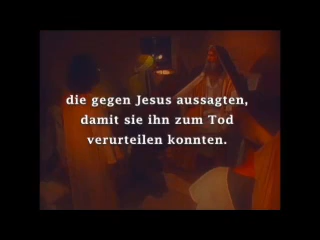 die gegen Jesus aussagten,
damit sie ihn zum Tod
verurteilen konnten.